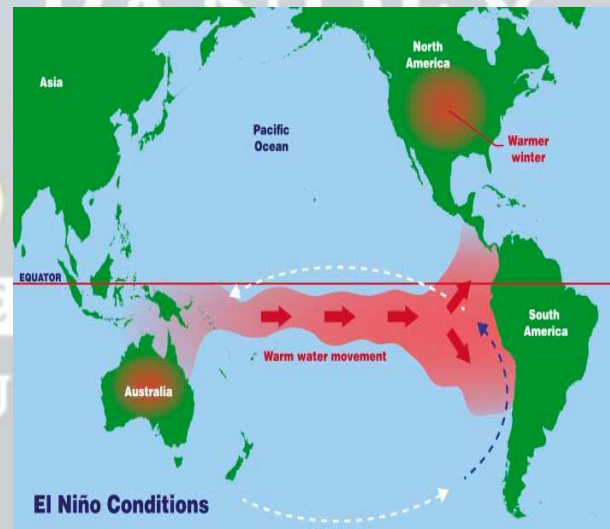 North
America
Asia
Warmer
winter
Pacific
Ocean
EQUATOR
South
America
Warm water movement
Australia
El Niño Conditions